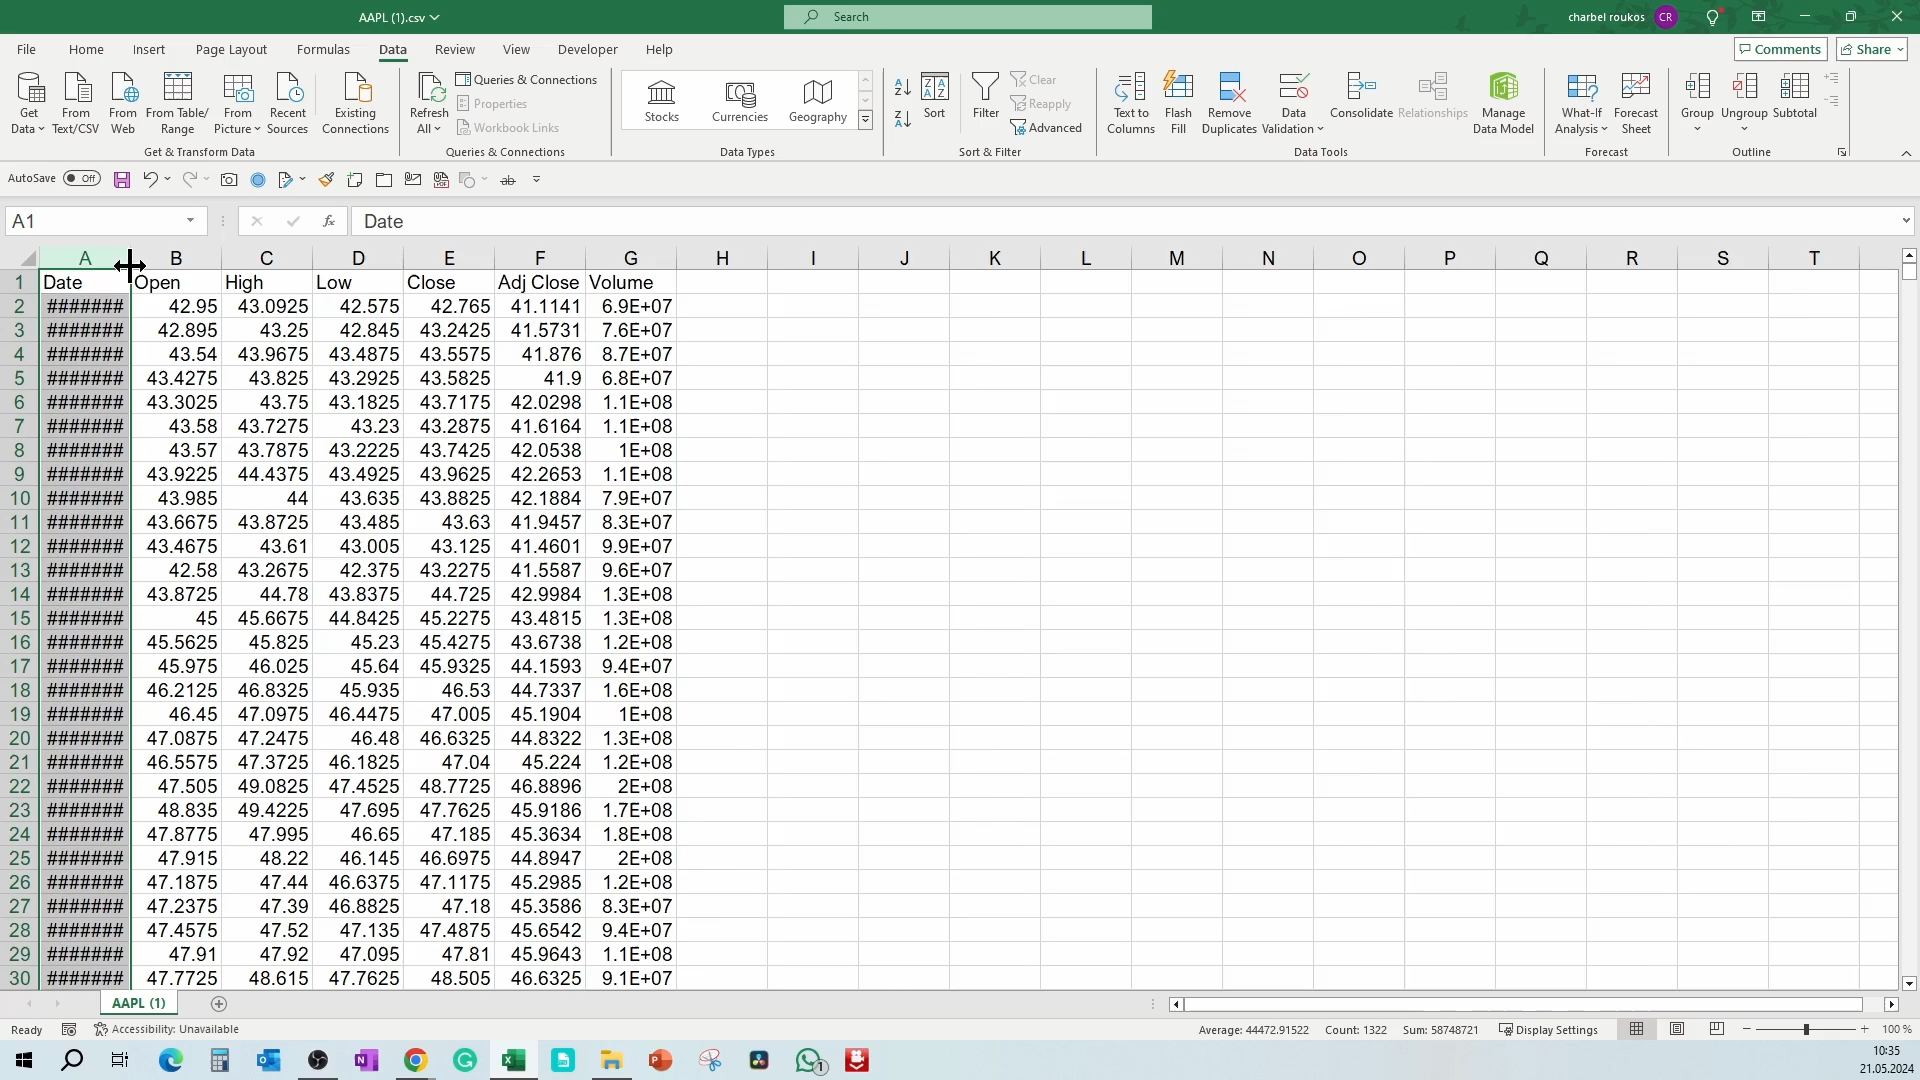 AAPL (1).csv
Search
charbel roukos CR
File Home Insert Page Layout Formulas Data Review View Developer Help Comments Share
Get Data
From Text/CSV
From Web
From Table/ Range
From Picture
Recent Sources
Existing Connections
Get & Transform Data
Refresh All
Queries & Connections
Properties
Workbook Links
Queries & Connections
Stocks
Currencies
Geography
Data Types
Sort
Filter
Clear
Reapply
Advanced
Sort & Filter
Text to Columns
Flash Fill
Remove Duplicates
Data Validation
Consolidate
Relationships
Manage Data Model
Data Tools
What-If Analysis
Forecast Sheet
Forecast
Group
Ungroup
Subtotal
Outline
AutoSave Off
A1 fx Date
A B C D E F G H I J K L M N O P Q R S T
1 Date Open High Low Close Adj Close Volume
2 ####### 42.95 43.0925 42.575 42.765 41.1141 6.9E+07
3 ####### 42.895 43.25 42.845 43.2425 41.5731 7.6E+07
4 ####### 43.54 43.9675 43.4875 43.5575 41.876 8.7E+07
5 ####### 43.4275 43.825 43.2925 43.5825 41.9 6.8E+07
6 ####### 43.3025 43.75 43.1825 43.7175 42.0298 1.1E+08
7 ####### 43.58 43.7275 43.23 43.2875 41.6164 1.1E+08
8 ####### 43.57 43.7875 43.2225 43.7425 42.0538 1E+08
9 ####### 43.9225 44.4375 43.4925 43.9625 42.2653 1.1E+08
10 ####### 43.985 44 43.635 43.8825 42.1884 7.9E+07
11 ####### 43.6675 43.8725 43.485 43.63 41.9457 8.3E+07
12 ####### 43.4675 43.61 43.005 43.125 41.4601 9.9E+07
13 ####### 42.58 43.2675 42.375 43.2275 41.5587 9.6E+07
14 ####### 43.8725 44.78 43.8375 44.725 42.9984 1.3E+08
15 ####### 45 45.6675 44.8425 45.2275 43.4815 1.3E+08
16 ####### 45.5625 45.825 45.23 45.4275 43.6738 1.2E+08
17 ####### 45.975 46.025 45.64 45.9325 44.1593 9.4E+07
18 ####### 46.2125 46.8325 45.935 46.53 44.7337 1.6E+08
19 ####### 46.45 47.0975 46.4475 47.005 45.1904 1E+08
20 ####### 47.0875 47.2475 46.48 46.6325 44.8322 1.3E+08
21 ####### 46.5575 47.3725 46.1825 47.04 45.224 1.2E+08
22 ####### 47.505 49.0825 47.4525 48.7725 46.8896 2E+08
23 ####### 48.835 49.4225 47.695 47.7625 45.9186 1.7E+08
24 ####### 47.8775 47.995 46.65 47.185 45.3634 1.8E+08
25 ####### 47.915 48.22 46.145 46.6975 44.8947 2E+08
26 ####### 47.1875 47.44 46.6375 47.1175 45.2985 1.2E+08
27 ####### 47.2375 47.39 46.8825 47.18 45.3586 8.3E+07
28 ####### 47.4575 47.52 47.135 47.4875 45.6542 9.4E+07
29 ####### 47.91 47.92 47.095 47.81 45.9643 1.1E+08
30 ####### 47.7725 48.615 47.7625 48.505 46.6325 9.1E+07
AAPL (1)
Ready Accessibility: Unavailable Average: 44472.91522 Count: 1322 Sum: 58748721 Display Settings 100 %
10:35
21.05.2024